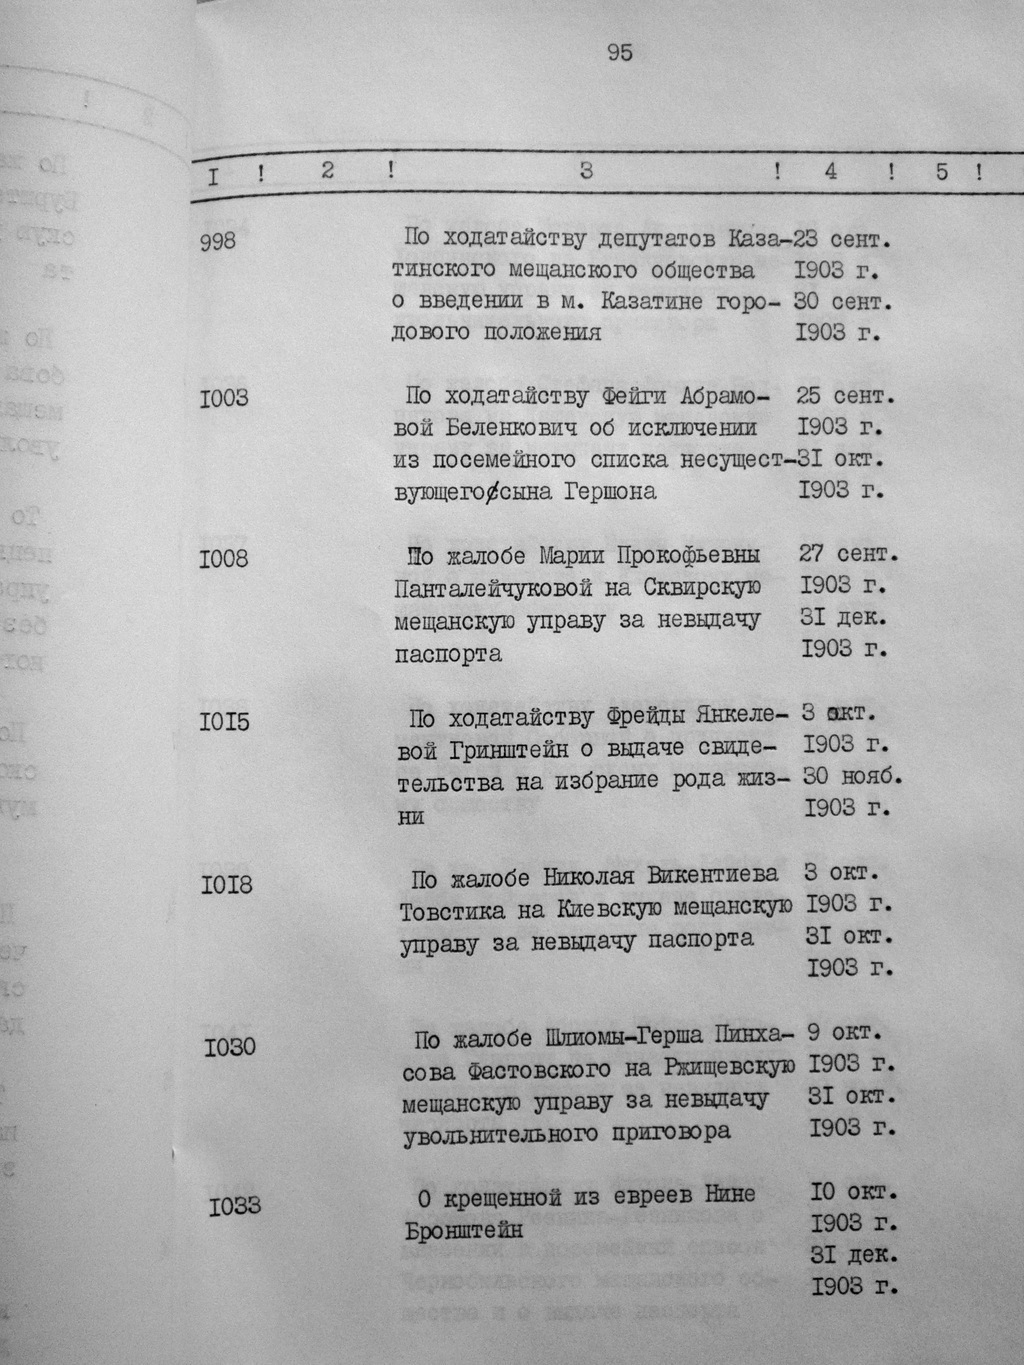 95
I ! 2 ! 3 ! 4 ! 5 !
998 По ходатайству депутатов Каза- 23 сент.
тинского мещанского общества 1903 г.
о введении в м. Казатине горо- 30 сент.
дового положения 1903 г.
1003 По ходатайству Фейги Абрамо- 25 сент.
вой Беленкович об исключении 1903 г.
из посемейного списка несущест- 31 окт.
вующего сына Гершона 1903 г.
1008 По жалобе Марии Прокофьевны 27 сент.
Панталейчуковой на Сквирскую 1903 г.
мещанскую управу за невыдачу 31 дек.
паспорта 1903 г.
1015 По ходатайству Фрейды Янкеле- 3 окт.
вой Гринштейн о выдаче свиде- 1903 г.
тельства на избрание рода жиз- 30 нояб.
ни 1903 г.
1018 По жалобе Николая Викентиева 3 окт.
Товстика на Киевскую мещанскую 1903 г.
управу за невыдачу паспорта 31 окт.
1903 г.
1030 По жалобе Шлиомы-Герша Пинха- 9 окт.
сова Фастовского на Ржищевскую 1903 г.
мещанскую управу за невыдачу 31 окт.
увольнительного приговора 1903 г.
1033 О крещенной из евреев Нине 10 окт.
Бронштейн 1903 г.
31 дек.
1903 г.